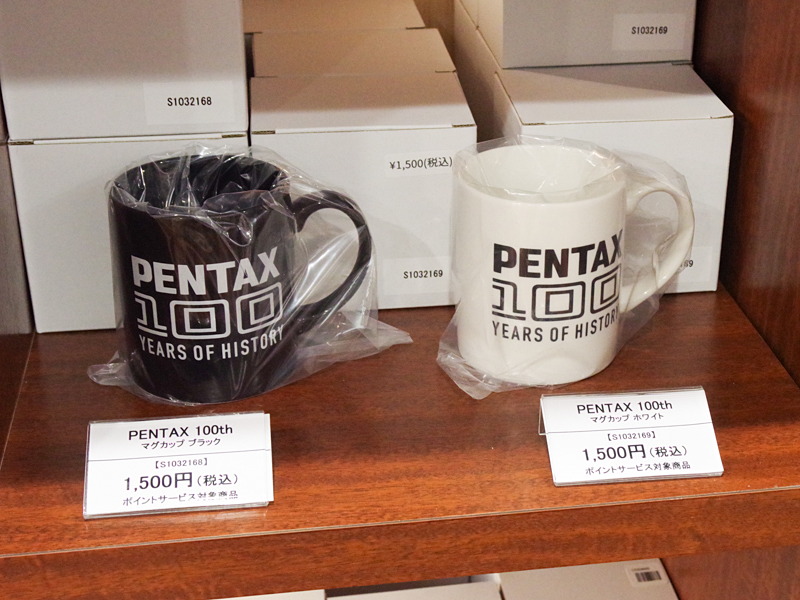 S1032168
S1032169
¥1,500(税込)
S1032169
69
PENTAX
100
YEARS OF HISTORY
PENTAX
100
YEARS OF HISTORY
PENTAX 100th
マグカップ ブラック
【S1032168】
1,500円(税込)
ポイントサービス対象商品
PENTAX 100th
マグカップ ホワイト
【S1032169】
1,500円(税込)
ポイントサービス対象商品